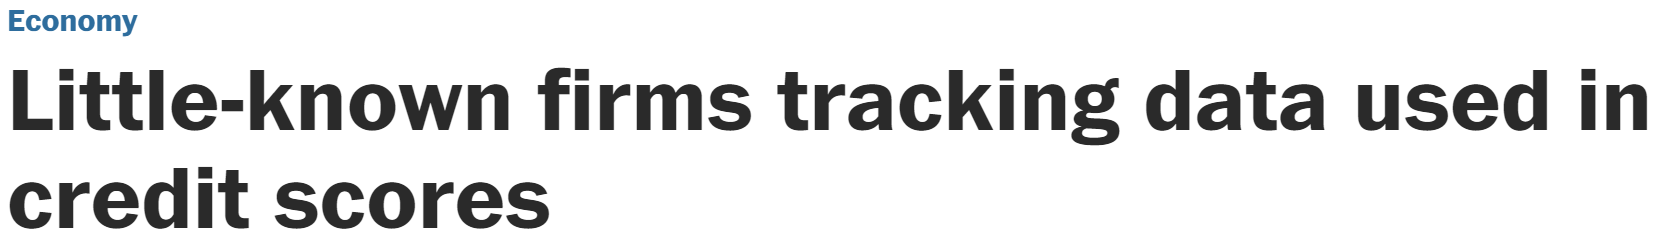 Economy
Little-known firms tracking data used in
credit scores